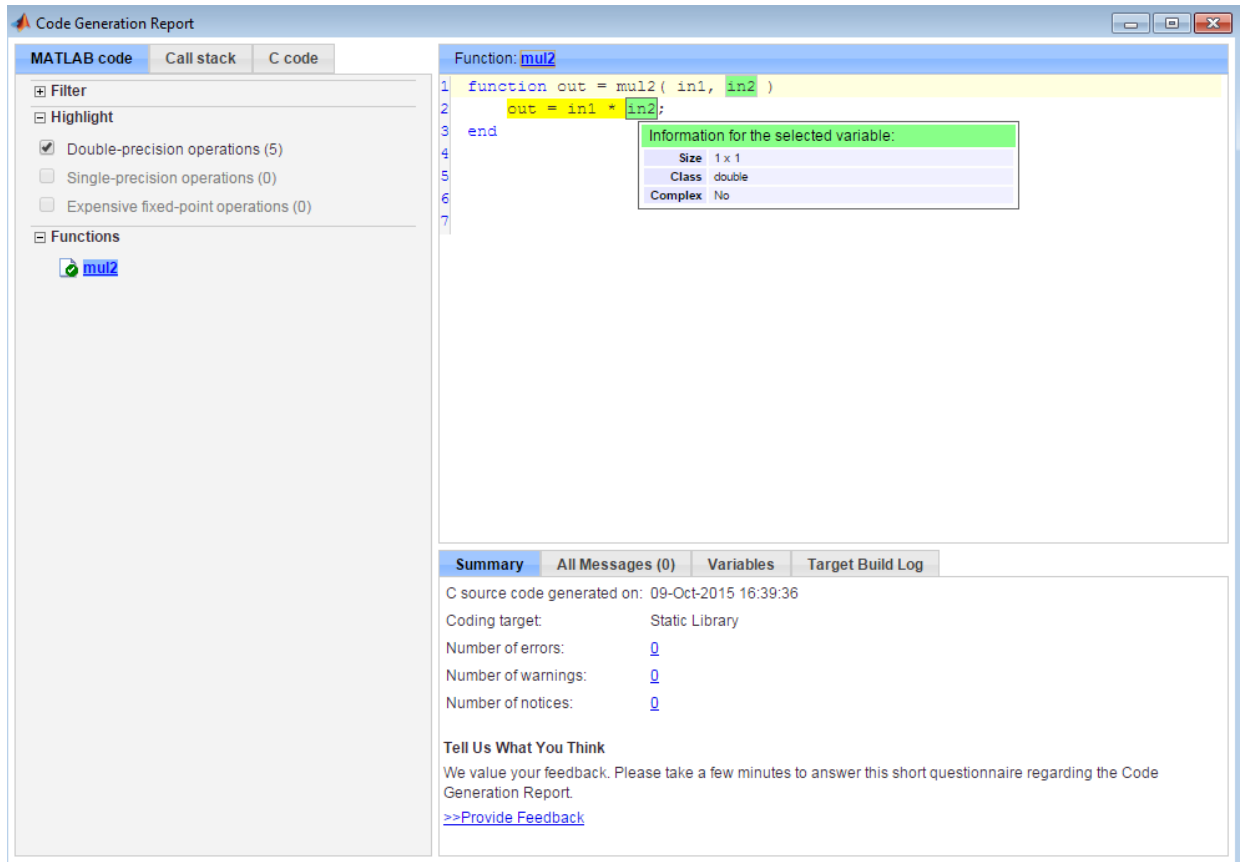 Code Generation Report
MATLAB code Call stack C code
Filter
Highlight
Double-precision operations (5)
Single-precision operations (0)
Expensive fixed-point operations (0)
Functions
mul2
Function: mul2
1 function out = mul2( in1, in2 )
2 out = in1 * in2;
3 end
4
5
6
7
Information for the selected variable:
Size 1 x 1
Class double
Complex No
Summary All Messages (0) Variables Target Build Log
C source code generated on: 09-Oct-2015 16:39:36
Coding target: Static Library
Number of errors: 0
Number of warnings: 0
Number of notices: 0
Tell Us What You Think
We value your feedback. Please take a few minutes to answer this short questionnaire regarding the Code
Generation Report.
>>Provide Feedback